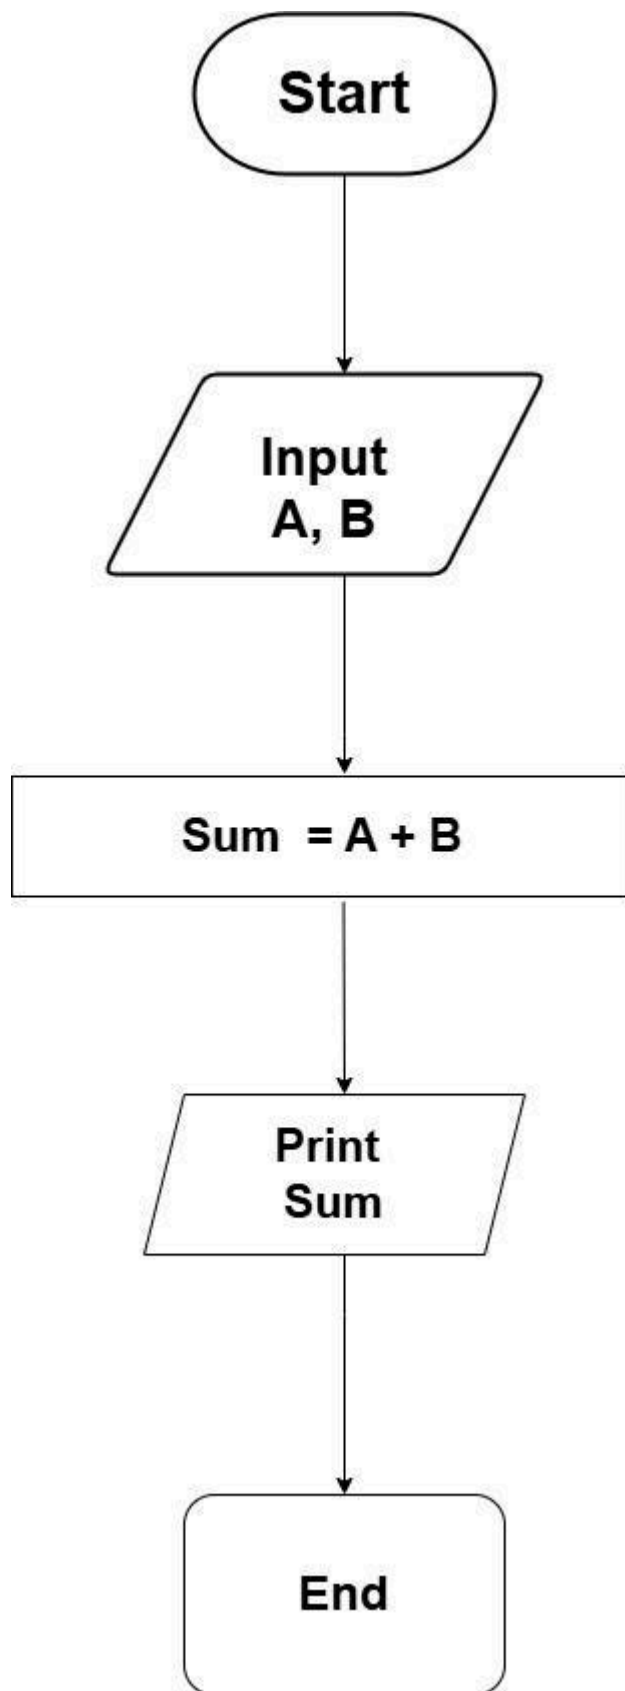 Start
Input
A, B
Sum = A + B
Print
Sum
End